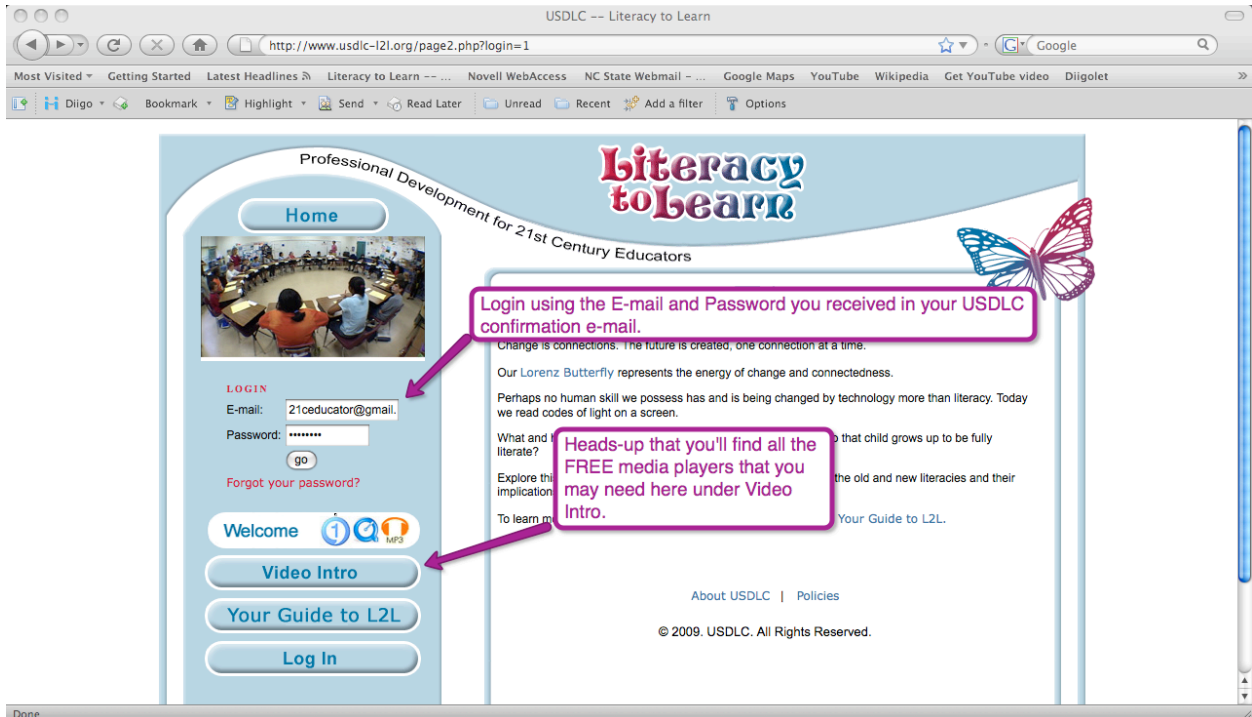 USDLC -- Literacy to Learn
http://www.usdlc-l2l.org/page2.php?login=1
G
Google
Most Visited Getting Started Latest Headlines Literacy to Learn -- ... Novell WebAccess NC State Webmail - ... Google Maps YouTube Wikipedia Get YouTube video Diigolet »
Diigo Bookmark Highlight Send Read Later Unread Recent Add a filter Options
Professional Development for 21st Century Educators
Literacy
to Learn
Home
Login using the E-mail and Password you received in your USDLC
confirmation e-mail.
Change is connections. The future is created, one connection at a time.
Our Lorenz Butterfly represents the energy of change and connectedness.
Perhaps no human skill we possess has and is being changed by technology more than literacy. Today
we read codes of light on a screen.
What and that child grows up to be fully
literate?
Explore the old and new literacies and their
To learn Your Guide to L2L.
Heads-up that you'll find all the
FREE media players that you
may need here under Video
Intro.
LOGIN
E-mail: 21ceducator@gmail.
Password: ••••••••
go
Forgot your password?
Welcome 1 MP3
Video Intro
Your Guide to L2L
Log In
About USDLC | Policies
© 2009. USDLC. All Rights Reserved.
Done